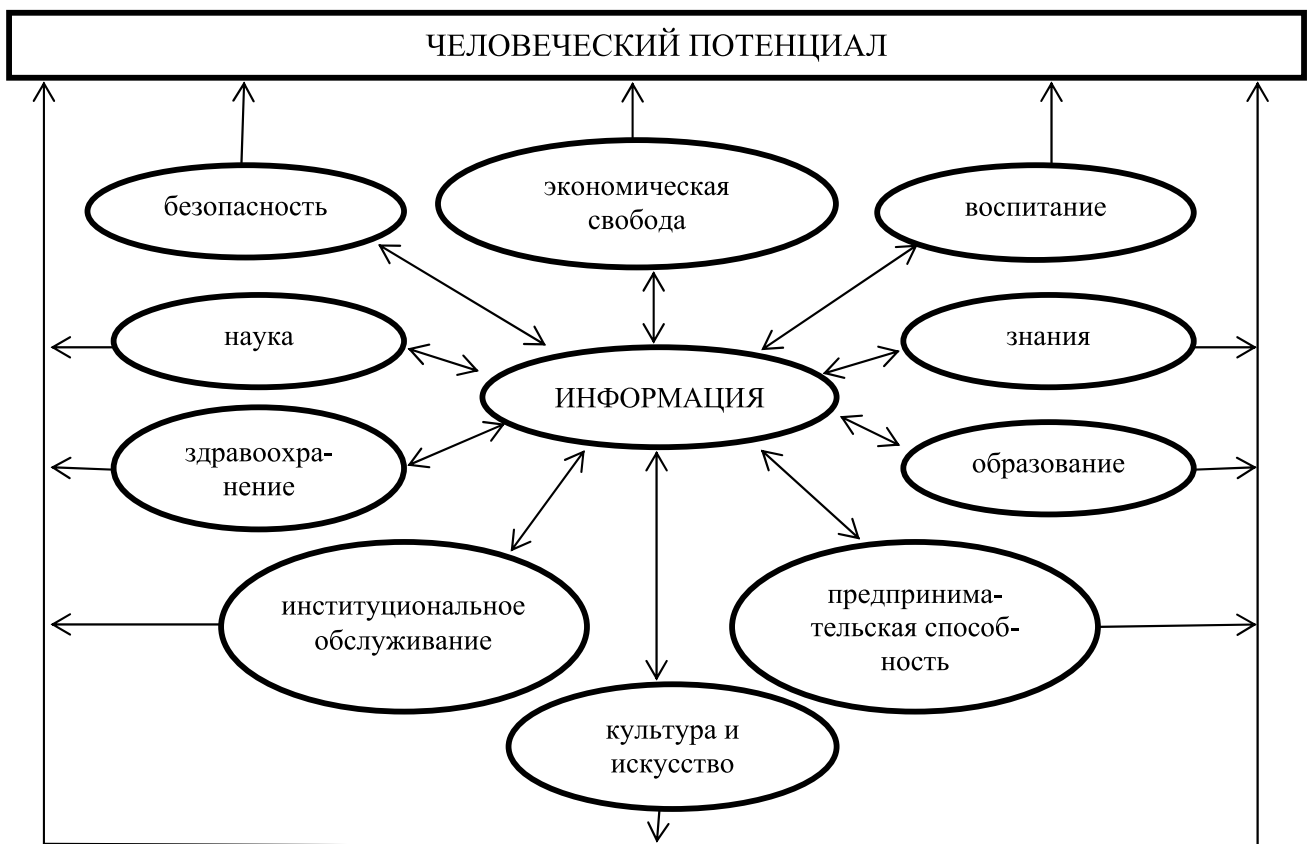 ЧЕЛОВЕЧЕСКИЙ ПОТЕНЦИАЛ
безопасность
экономическая
свобода
воспитание
наука
знания
ИНФОРМАЦИЯ
здравоохра-
нение
образование
институциональное
обслуживание
предпринима-
тельская способ-
ность
культура и
искусство